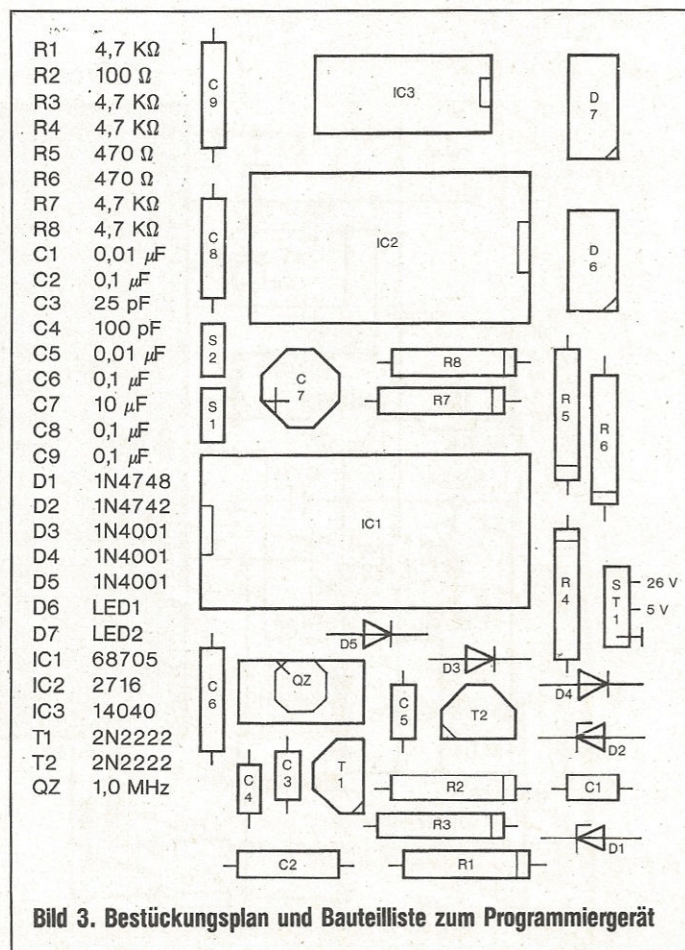 R1 4,7 KΩ
R2 100 Ω
R3 4,7 KΩ
R4 4,7 KΩ
R5 470 Ω
R6 470 Ω
R7 4,7 KΩ
R8 4,7 KΩ
C1 0,01 µF
C2 0,1 µF
C3 25 pF
C4 100 pF
C5 0,01 µF
C6 0,1 µF
C7 10 µF
C8 0,1 µF
C9 0,1 µF
D1 1N4748
D2 1N4742
D3 1N4001
D4 1N4001
D5 1N4001
D6 LED1
D7 LED2
IC1 68705
IC2 2716
IC3 14040
T1 2N2222
T2 2N2222
QZ 1,0 MHz
C9
IC3
D7
C8
IC2
D6
S2
C7
R8
R5
S1
R7
R6
IC1
R4
ST1
26 V
5 V
D5
D3
D4
C6
QZ
C5
T2
D2
C4
C3
T1
R2
C1
R3
D1
C2
R1
Bild 3. Bestückungsplan und Bauteilliste zum Programmiergerät